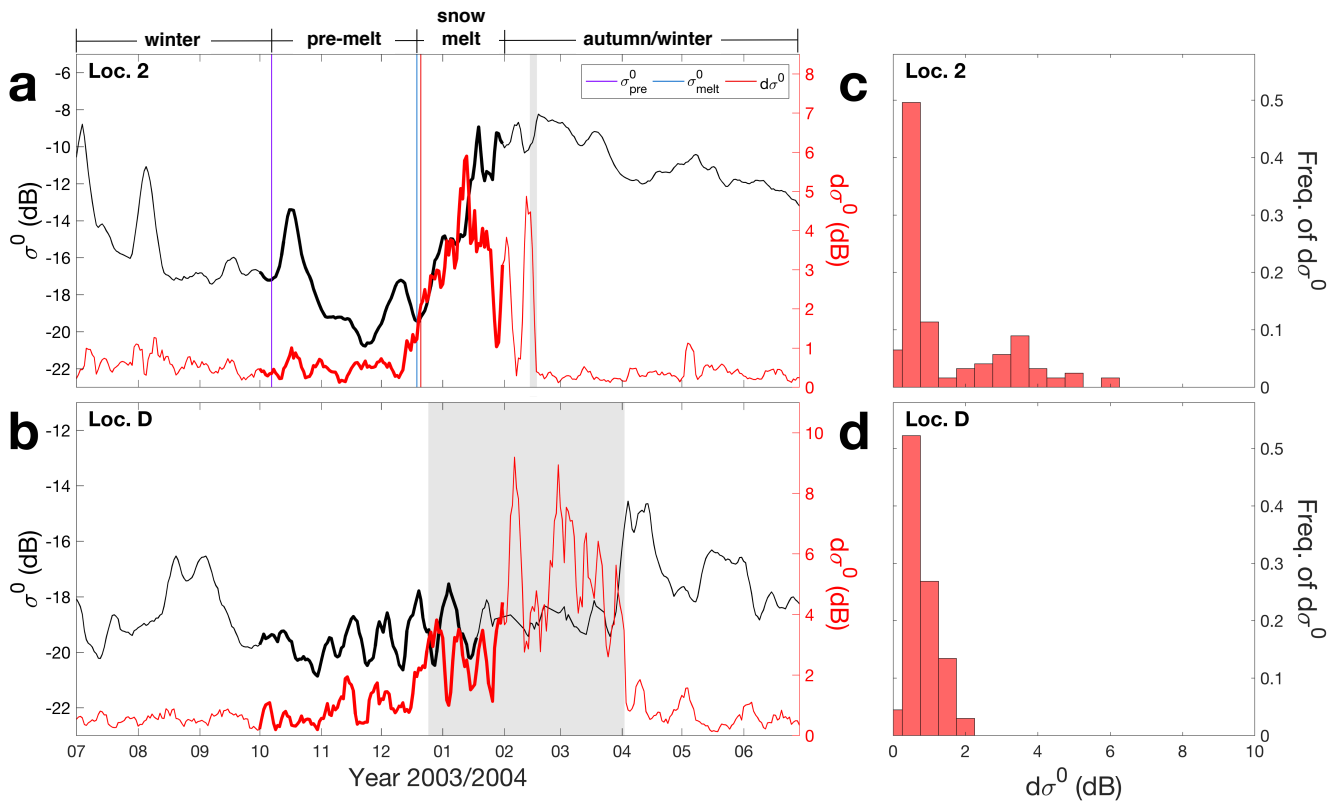 winter pre-melt snow melt autumn/winter
a Loc. 2
σ⁰pre σ⁰melt dσ⁰
-6
-8
-10
-12
-14
-16
-18
-20
-22
σ⁰ (dB)
8
7
6
5
4
3
2
1
0
dσ⁰ (dB)
c Loc. 2
0.5
0.4
0.3
0.2
0.1
0
Freq. of dσ⁰
b Loc. D
-12
-14
-16
-18
-20
-22
σ⁰ (dB)
10
8
6
4
2
0
dσ⁰ (dB)
07 08 09 10 11 12 01 02 03 04 05 06
Year 2003/2004
d Loc. D
0.5
0.4
0.3
0.2
0.1
0
Freq. of dσ⁰
0 2 4 6 8 10
dσ⁰ (dB)